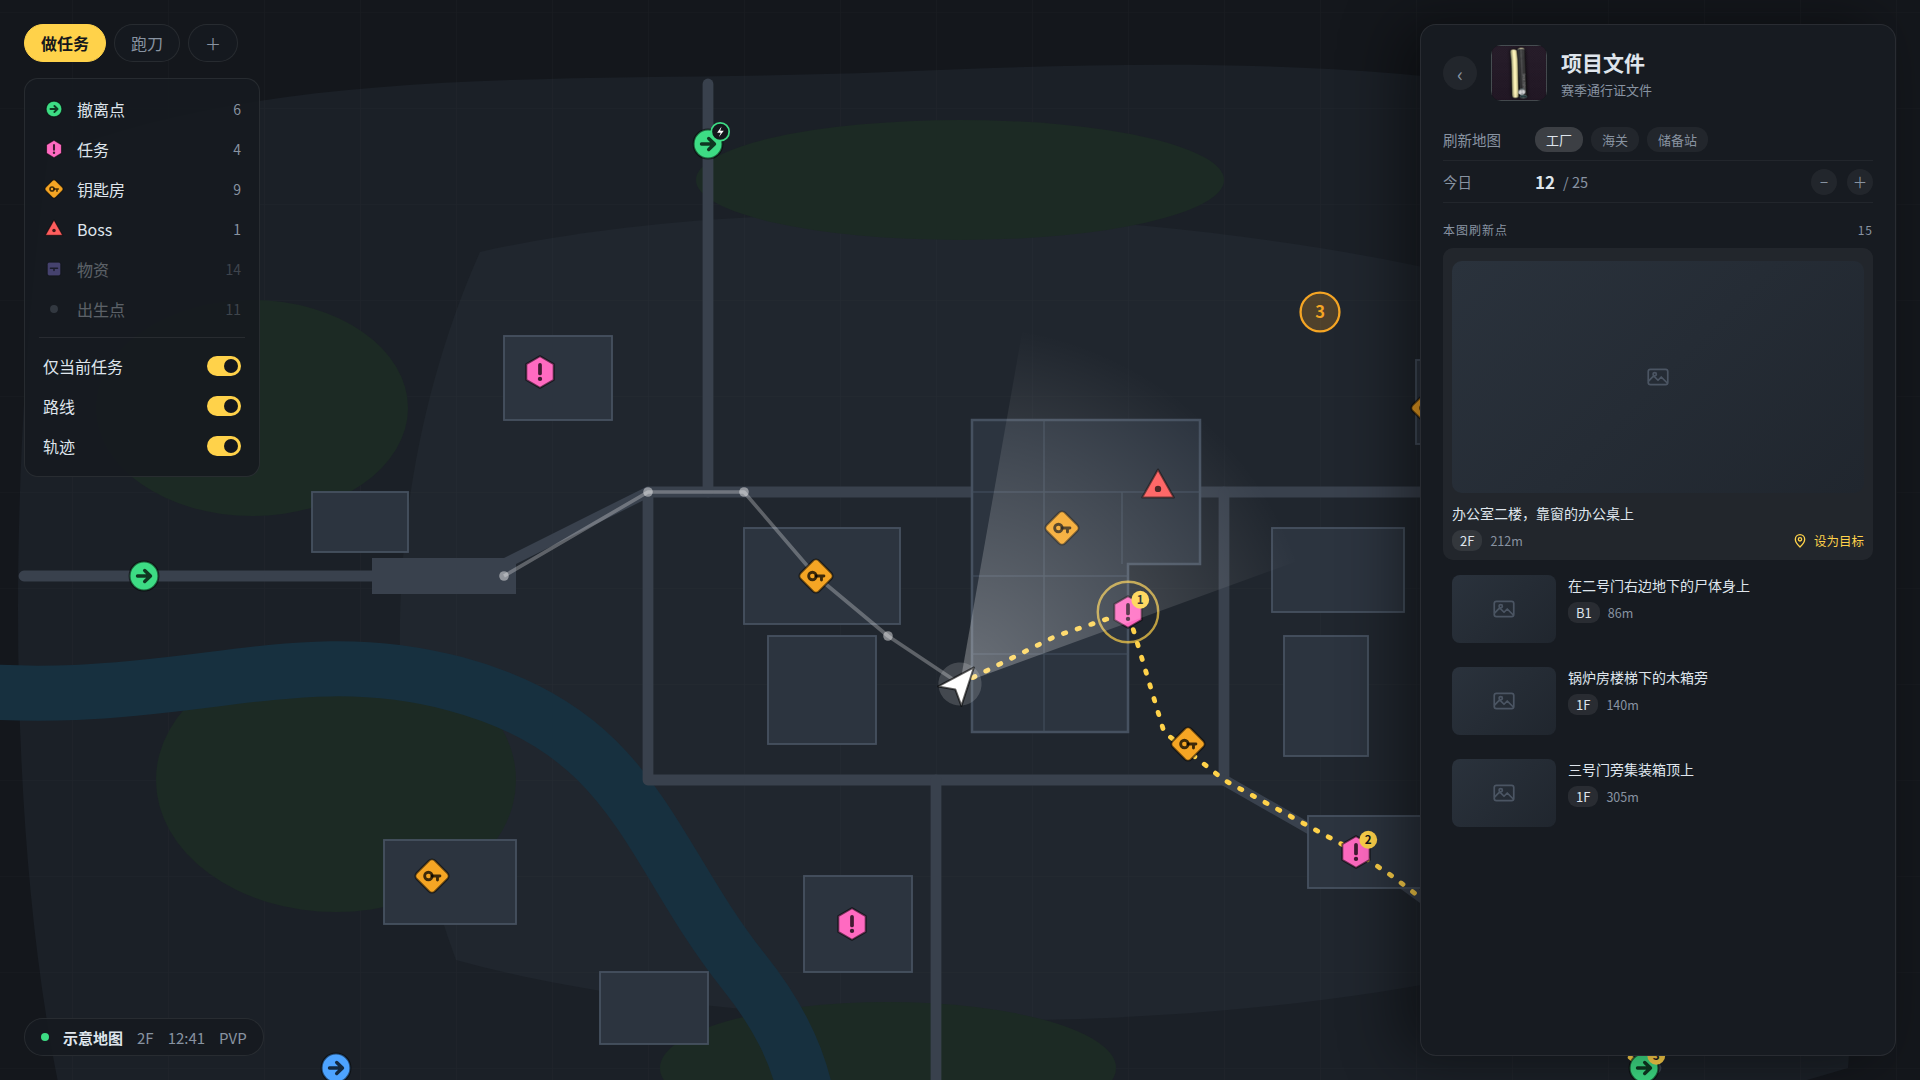 做任务 跑刀 +
撤离点 6
任务 4
钥匙房 9
Boss 1
物资 14
出生点 11
仅当前任务
路线
轨迹
3
1
2
3
示意地图 2F 12:41 PVP
项目文件
赛季通行证文件
刷新地图 工厂 海关 储备站
今日 12 / 25 − +
本图刷新点 15
办公室二楼，靠窗的办公桌上
2F 212m 设为目标
在二号门右边地下的尸体身上
B1 86m
锅炉房楼梯下的木箱旁
1F 140m
三号门旁集装箱顶上
1F 305m